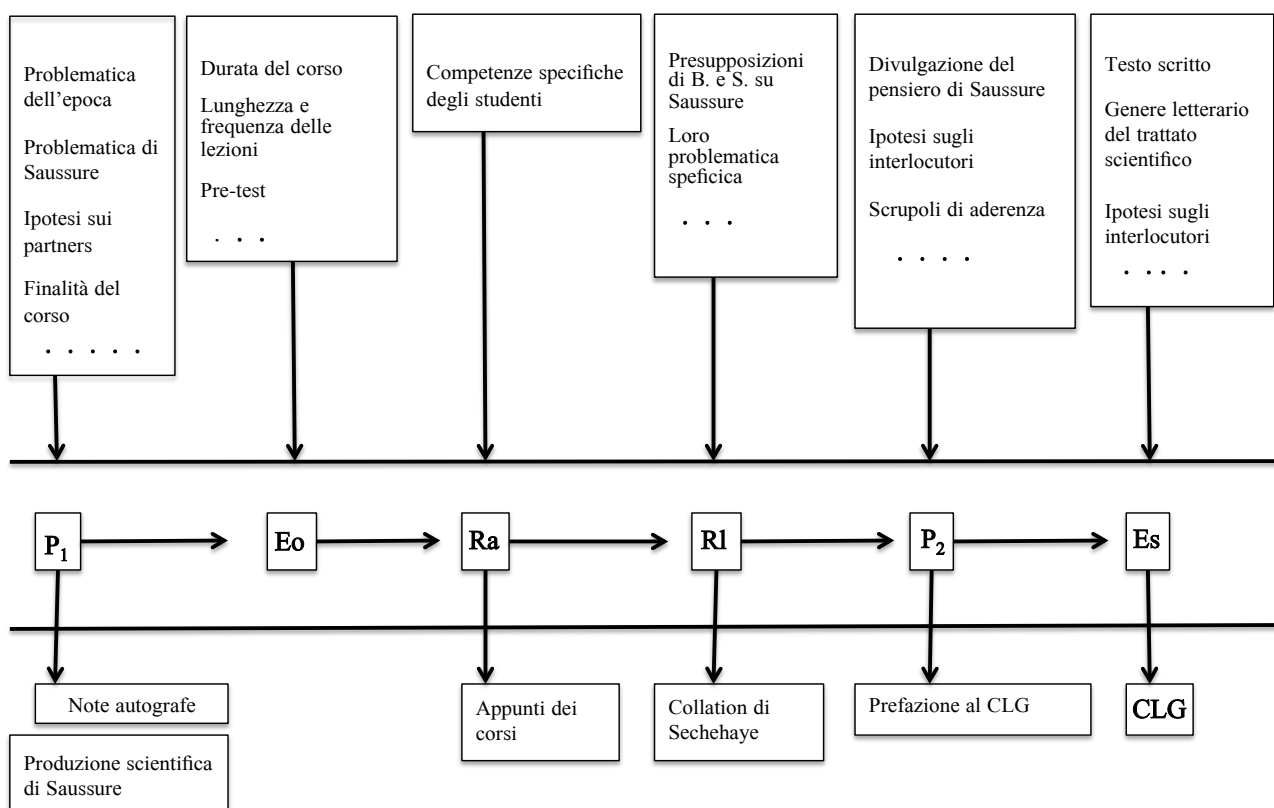 Problematica
dell’epoca
Problematica di
Saussure
Ipotesi sui
partners
Finalità del
corso
. . . . .
Durata del corso
Lunghezza e
frequenza delle
lezioni
Pre-test
. . .
Competenze specifiche
degli studenti
Presupposizioni
di B. e S. su
Saussure
Loro
problematica
speficica
. . .
Divulgazione del
pensiero di Saussure
Ipotesi sugli
interlocutori
Scrupoli di aderenza
. . . .
Testo scritto
Genere letterario
del trattato
scientifico
Ipotesi sugli
interlocutori
. . . .
P1
Eo
Ra
Rl
P2
Es
Note autografe
Produzione scientifica
di Saussure
Appunti dei
corsi
Collation di
Sechehaye
Prefazione al CLG
CLG